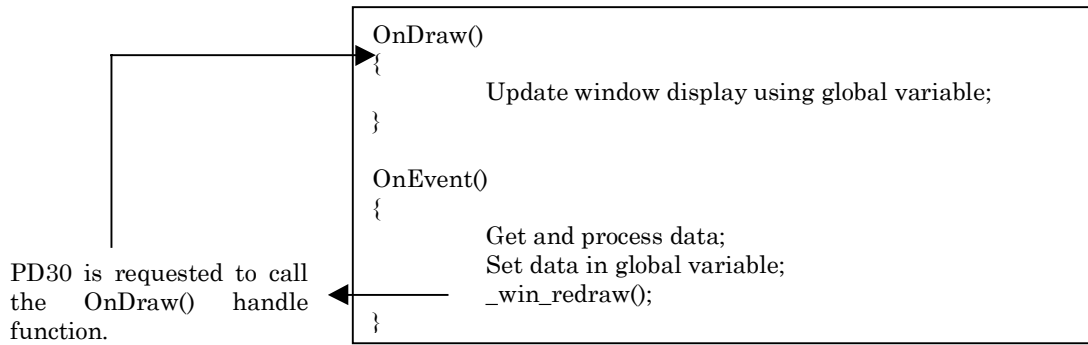 OnDraw()
{
Update window display using global variable;
}
OnEvent()
{
Get and process data;
Set data in global variable;
_win_redraw();
}
PD30 is requested to call
the OnDraw() handle
function.